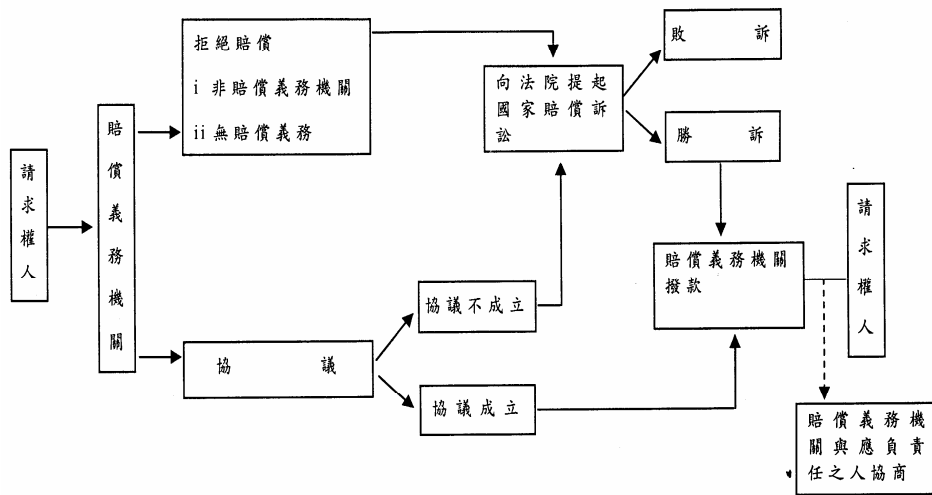 請求權人
賠償義務機關
拒絕賠償
i 非賠償義務機關
ii 無賠償義務
協議
協議不成立
協議成立
向法院提起
國家賠償訴
訟
敗訴
勝訴
賠償義務機關
撥款
請求權人
賠償義務機
關與應負責
任之人協商